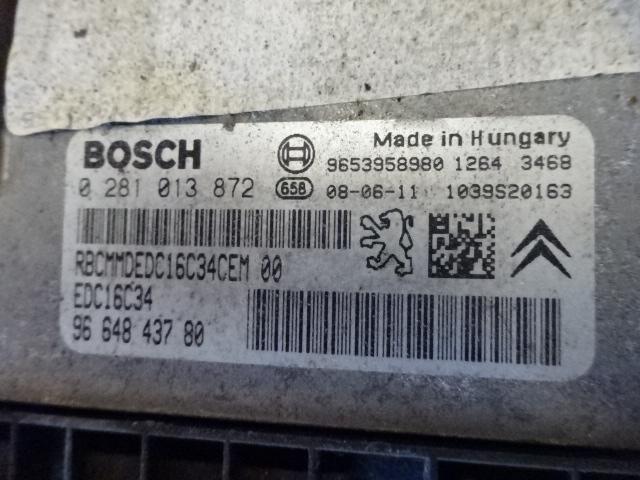 BOSCH
Made in Hungary
9653958980 1264 3468
0 281 013 872 658 08-06-11 1039S20163
RBCMMDEDC16C34CEM 00
EDC16C34
96 648 437 80